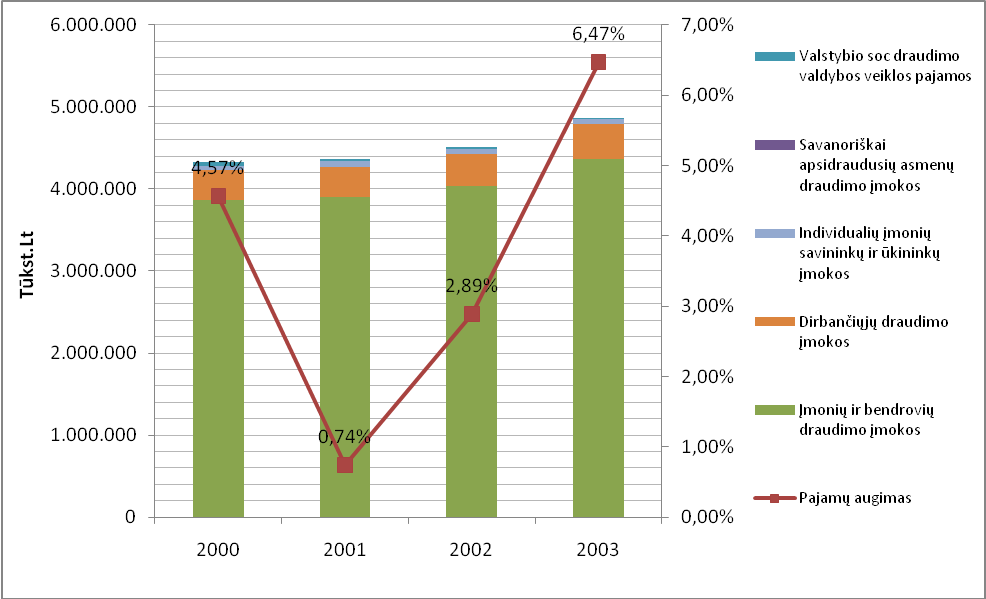 6.000.000
5.000.000
4.000.000
3.000.000
2.000.000
1.000.000
0
Tūkst.Lt
4,57%
0,74%
2,89%
6,47%
7,00%
6,00%
5,00%
4,00%
3,00%
2,00%
1,00%
0,00%
2000
2001
2002
2003
Valstybio soc draudimo
valdybos veiklos pajamos
Savanoriškai
apsidraudusių asmenų
draudimo įmokos
Individualių įmonių
savininkų ir ūkininkų
įmokos
Dirbančiųjų draudimo
įmokos
Įmonių ir bendrovių
draudimo įmokos
Pajamų augimas